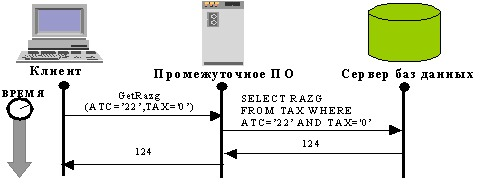 Клиент
Промежуточное ПО
Сервер баз данных
ВРЕМЯ
GetRazg
(ATC='22',TAX='0')
SELECT RAZG
FROM TAX WHERE
ATC='22' AND TAX='0'
124
124